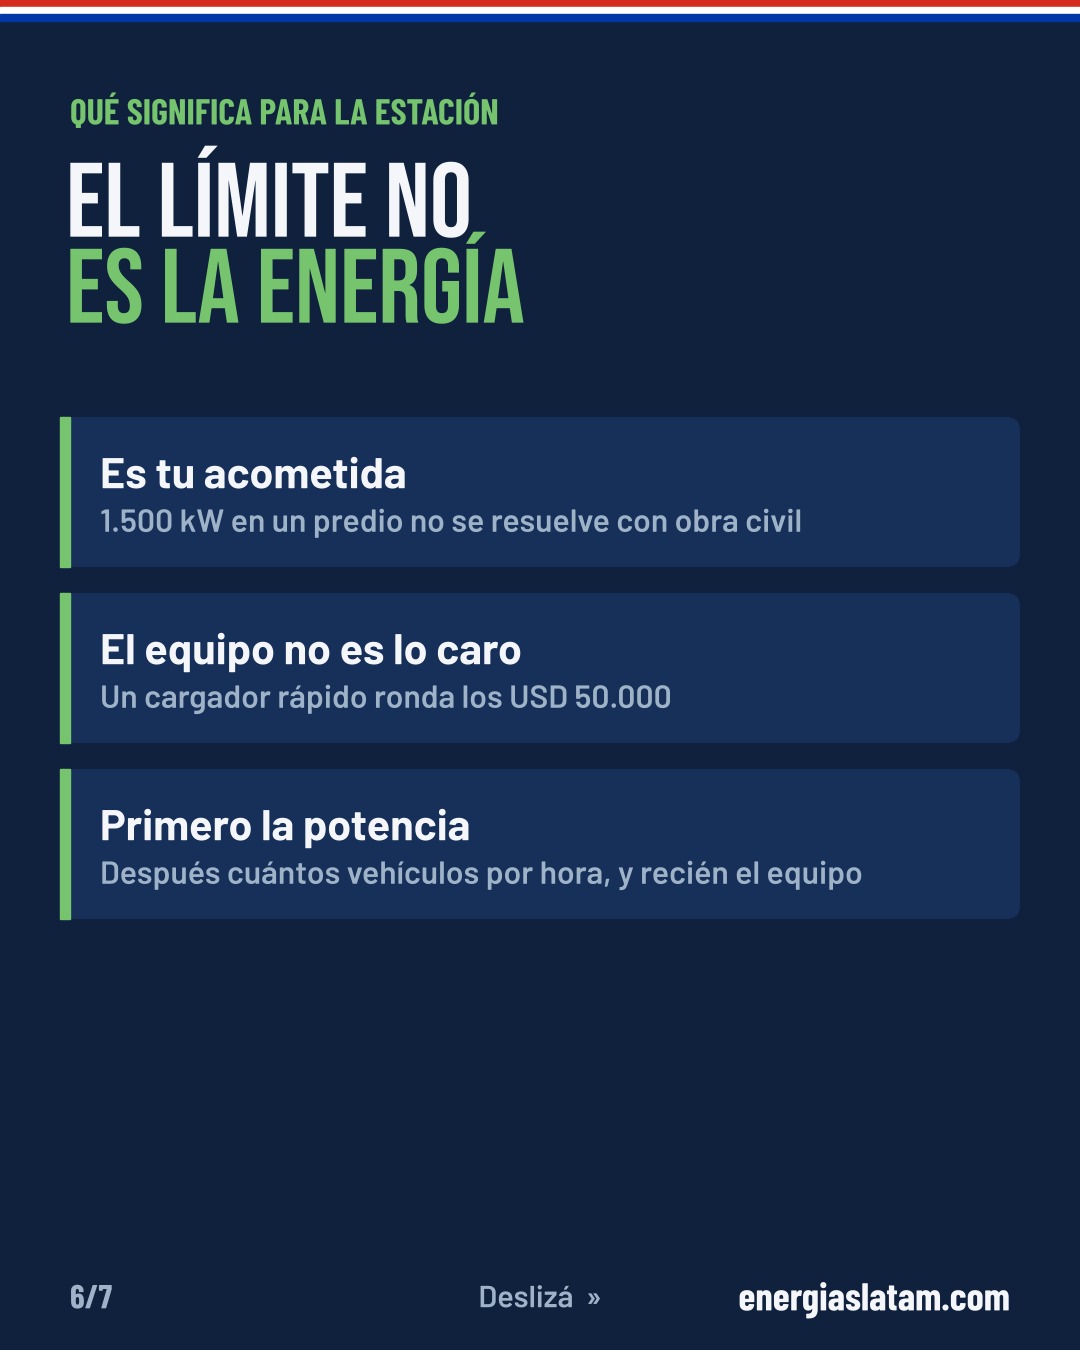 QUÉ SIGNIFICA PARA LA ESTACIÓN
EL LÍMITE NO
ES LA ENERGÍA
Es tu acometida
1.500 kW en un predio no se resuelve con obra civil
El equipo no es lo caro
Un cargador rápido ronda los USD 50.000
Primero la potencia
Después cuántos vehículos por hora, y recién el equipo
6/7
Deslizá »
energiaslatam.com